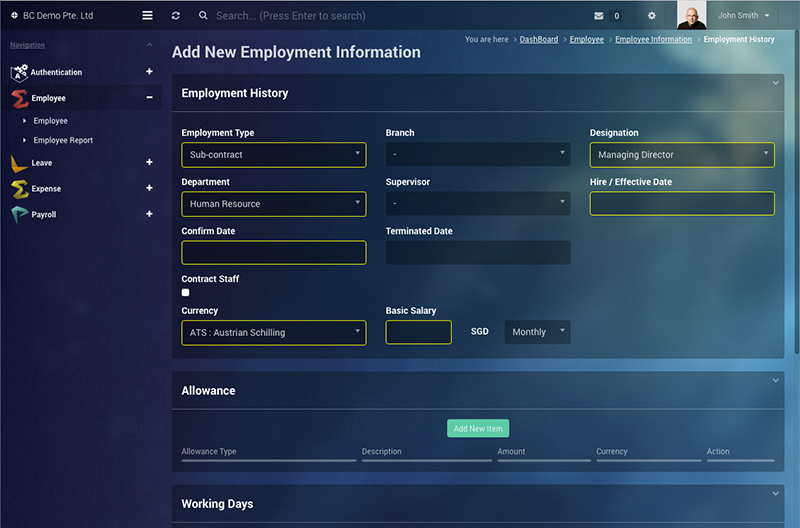 BC Demo Pte. Ltd
Search... (Press Enter to search)
0
John Smith
Navigation
Authentication
Employee
Employee
Employee Report
Leave
Expense
Payroll
You are here > DashBoard > Employee > Employee Information > Employment History
Add New Employment Information
Employment History
Employment Type Branch Designation
Sub-contract - Managing Director
Department Supervisor Hire / Effective Date
Human Resource -
Confirm Date Terminated Date
Contract Staff
Currency Basic Salary
ATS : Austrian Schilling SGD Monthly
Allowance
Add New Item
Allowance Type Description Amount Currency Action
Working Days